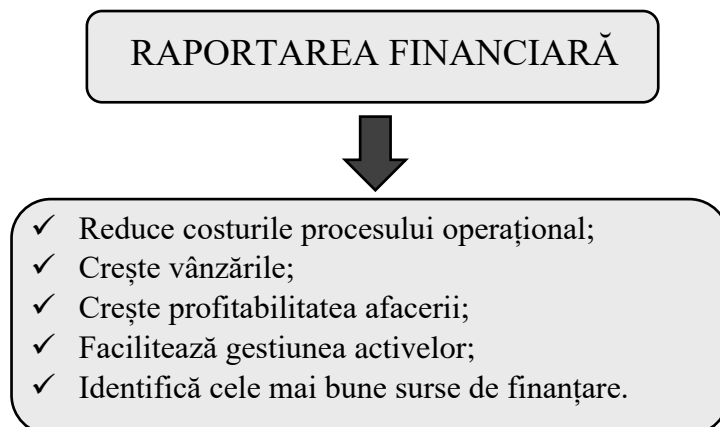 RAPORTAREA FINANCIARĂ
✓ Reduce costurile procesului operațional;
✓ Crește vânzările;
✓ Crește profitabilitatea afacerii;
✓ Facilitează gestiunea activelor;
✓ Identifică cele mai bune surse de finanțare.